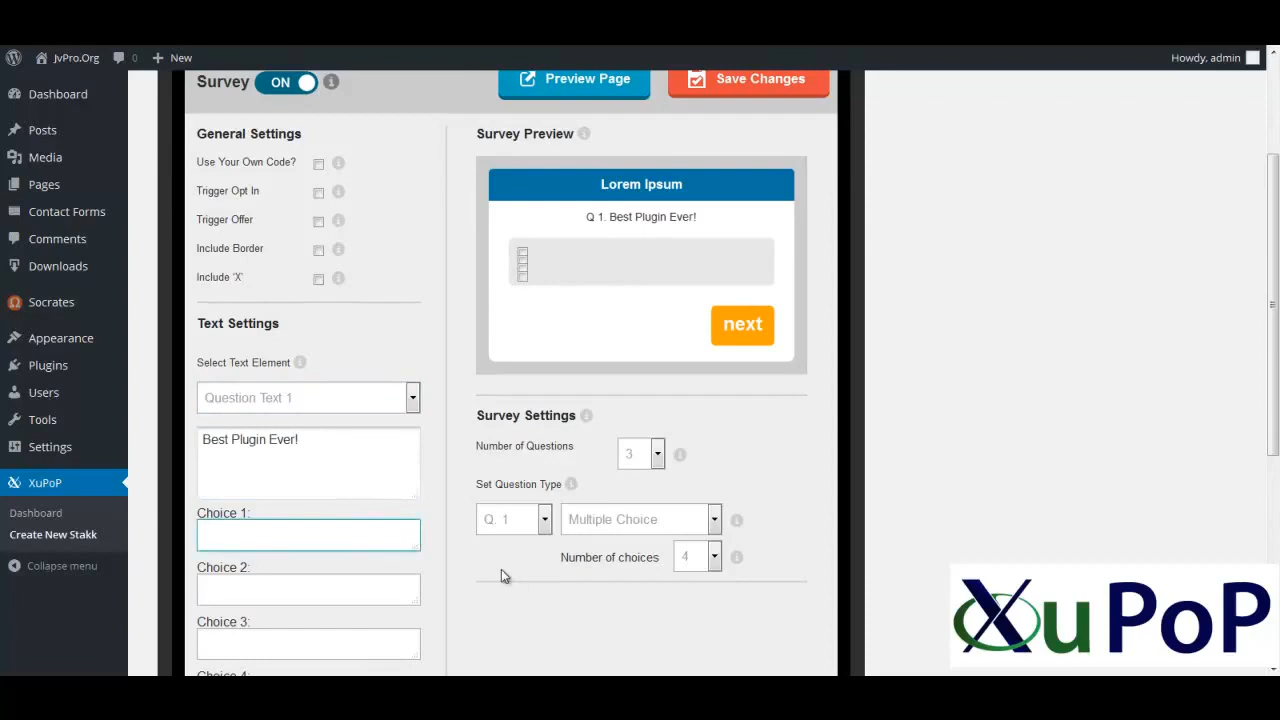 JvPro.Org
0
New
Howdy, admin
Dashboard
Posts
Media
Pages
Contact Forms
Comments
Downloads
Socrates
Appearance
Plugins
Users
Tools
Settings
XuPoP
Dashboard
Create New Stakk
Collapse menu
Survey
ON
Preview Page
Save Changes
General Settings
Use Your Own Code?
Trigger Opt In
Trigger Offer
Include Border
Include 'X'
Text Settings
Select Text Element
Question Text 1
Best Plugin Ever!
Choice 1:
Choice 2:
Choice 3:
Choice 4:
Survey Preview
Lorem Ipsum
Q 1. Best Plugin Ever!
next
Survey Settings
Number of Questions
3
Set Question Type
Q. 1
Multiple Choice
Number of choices
4
XuPoP